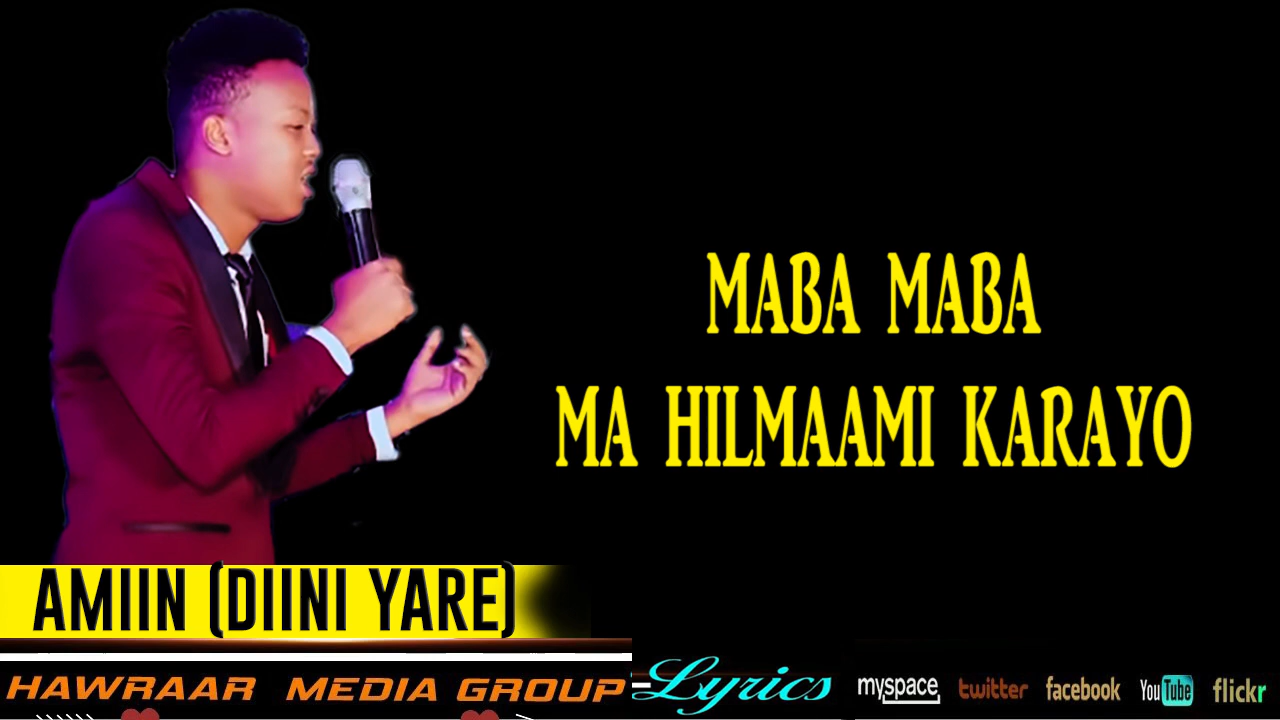 MABA MABA
MA HILMAAMI KARAYO
AMIIN (DIINI YARE)
HAWRAAR MEDIA GROUP Lyrics myspace twitter facebook YouTube flickr